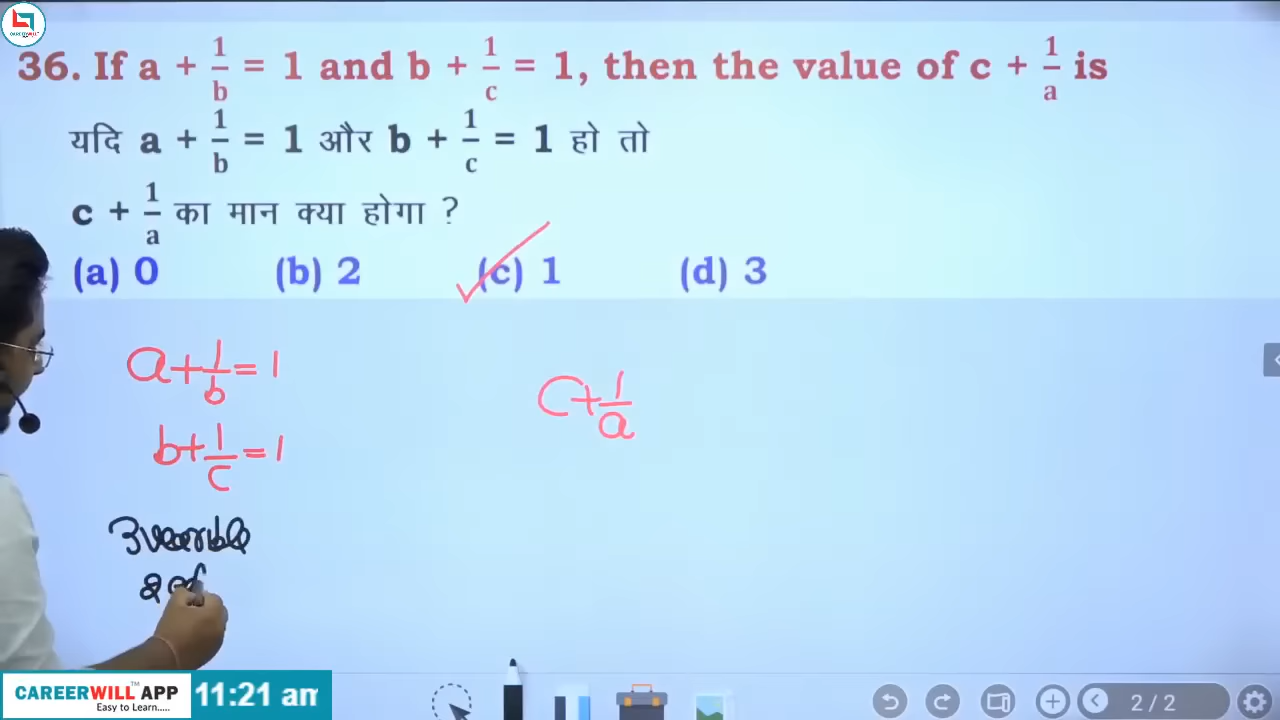 CAREERWILL
36. If a + 1/b = 1 and b + 1/c = 1, then the value of c + 1/a is
यदि a + 1/b = 1 और b + 1/c = 1 हो तो
c + 1/a का मान क्या होगा ?
(a) 0 (b) 2 (c) 1 (d) 3
a+1/b=1
c+1/a
b+1/c=1
CAREERWILL APP™
Easy to Learn.....
11:21 am
2 / 2